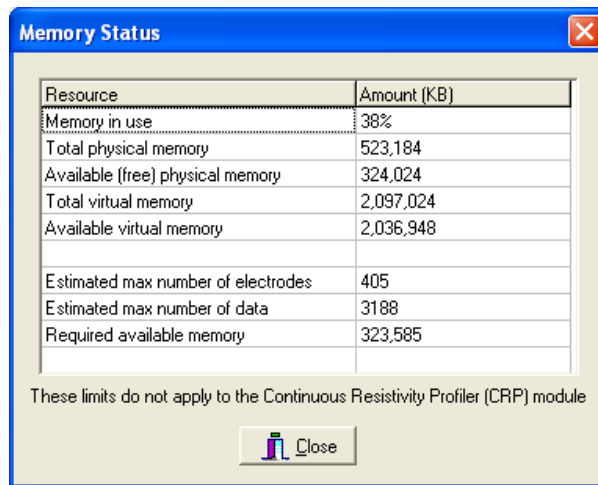 Memory Status
Resource Amount (KB)
Memory in use 38%
Total physical memory 523,184
Available (free) physical memory 324,024
Total virtual memory 2,097,024
Available virtual memory 2,036,948
Estimated max number of electrodes 405
Estimated max number of data 3188
Required available memory 323,585
These limits do not apply to the Continuous Resistivity Profiler (CRP) module
Close